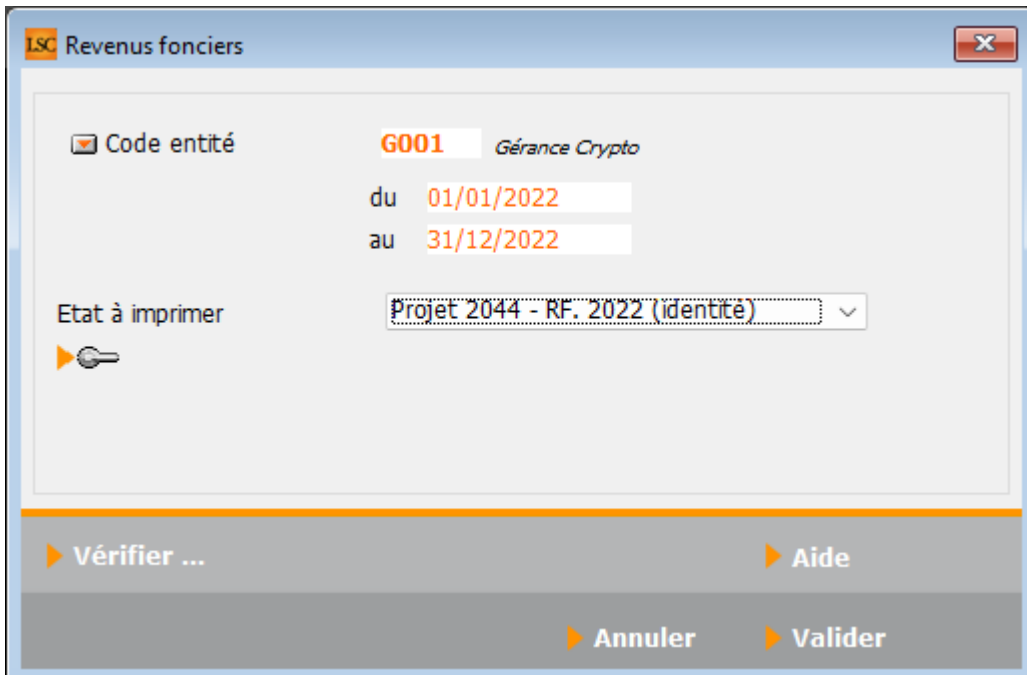 LSC Revenus fonciers
Code entité G001 Gérance Crypto
du 01/01/2022
au 31/12/2022
Etat à imprimer Projet 2044 - RF. 2022 (identité)
Vérifier ... Aide
Annuler Valider